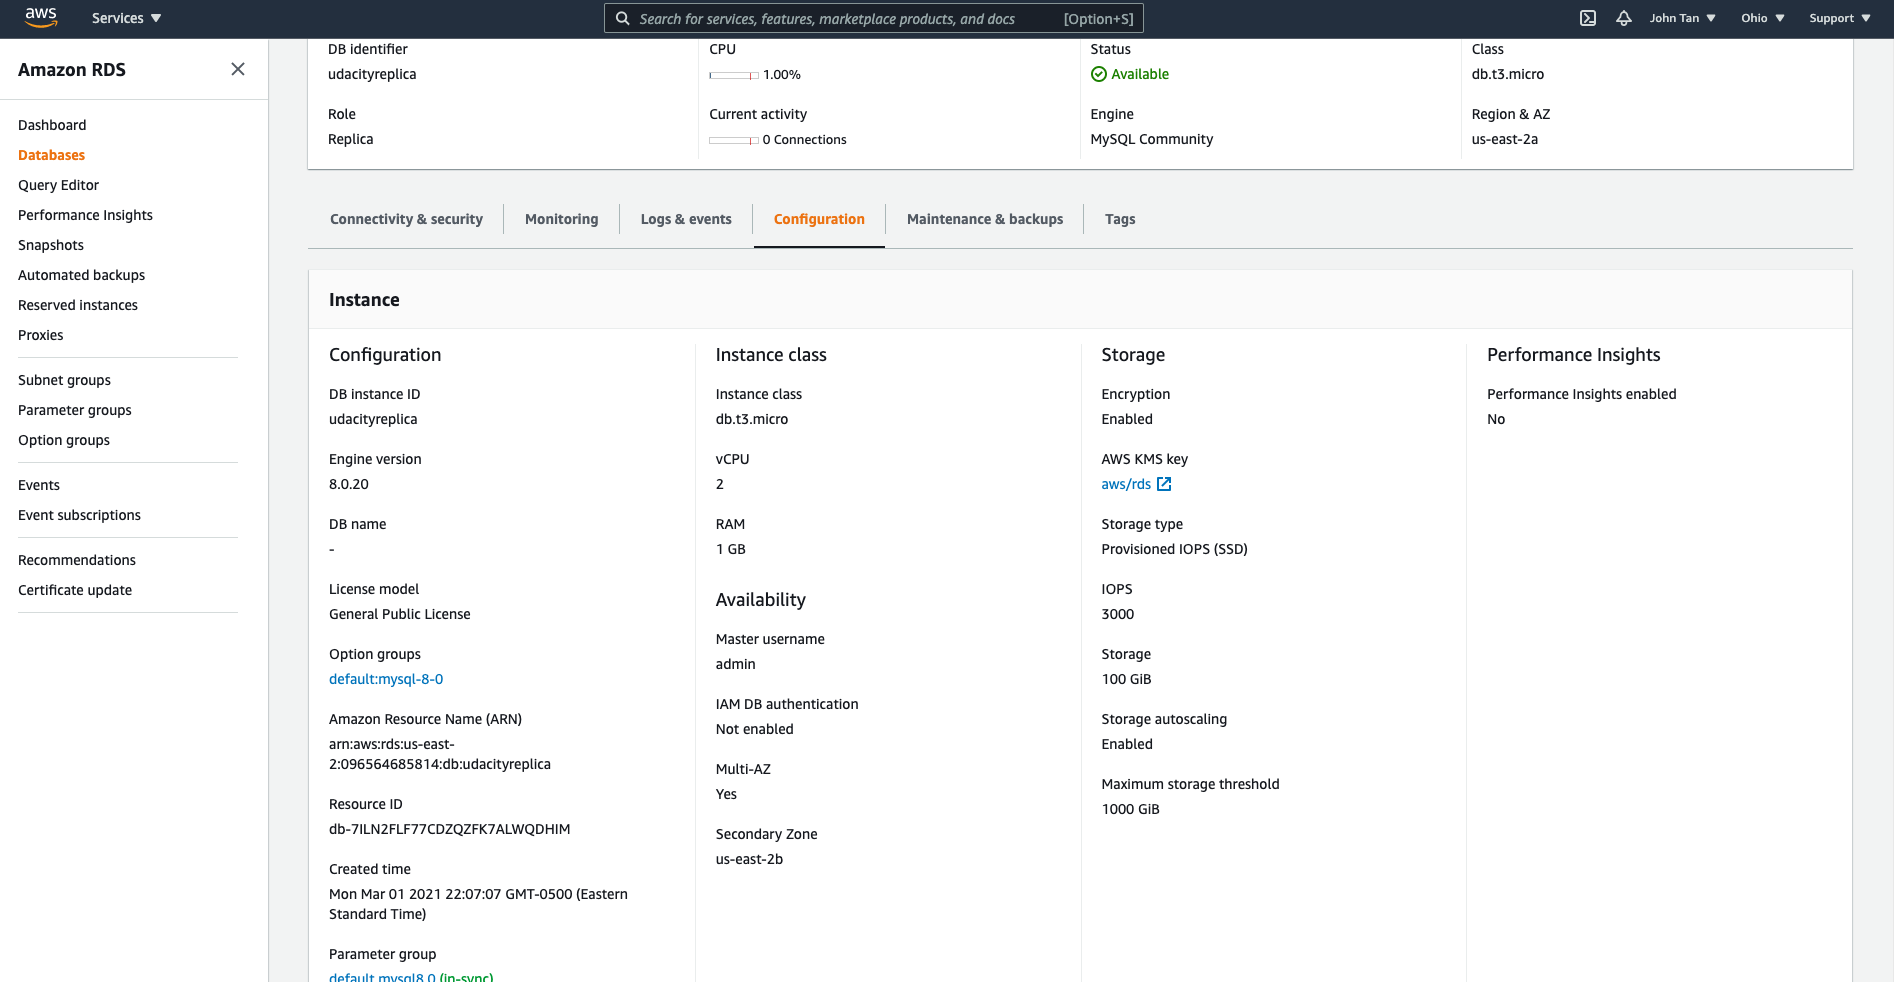 aws
Services
Search for services, features, marketplace products, and docs
[Option+S]
John Tan
Ohio
Support
Amazon RDS
Dashboard
Databases
Query Editor
Performance Insights
Snapshots
Automated backups
Reserved instances
Proxies
Subnet groups
Parameter groups
Option groups
Events
Event subscriptions
Recommendations
Certificate update
DB identifier
udacityreplica
CPU
1.00%
Status
Available
Class
db.t3.micro
Role
Replica
Current activity
0 Connections
Engine
MySQL Community
Region & AZ
us-east-2a
Connectivity & security
Monitoring
Logs & events
Configuration
Maintenance & backups
Tags
Instance
Configuration
DB instance ID
udacityreplica
Engine version
8.0.20
DB name
-
License model
General Public License
Option groups
default:mysql-8-0
Amazon Resource Name (ARN)
arn:aws:rds:us-east-
2:096564685814:db:udacityreplica
Resource ID
db-7ILN2FLF77CDZQZFK7ALWQDHIM
Created time
Mon Mar 01 2021 22:07:07 GMT-0500 (Eastern
Standard Time)
Parameter group
default.mysql8.0 (in-sync)
Instance class
Instance class
db.t3.micro
vCPU
2
RAM
1 GB
Availability
Master username
admin
IAM DB authentication
Not enabled
Multi-AZ
Yes
Secondary Zone
us-east-2b
Storage
Encryption
Enabled
AWS KMS key
aws/rds
Storage type
Provisioned IOPS (SSD)
IOPS
3000
Storage
100 GiB
Storage autoscaling
Enabled
Maximum storage threshold
1000 GiB
Performance Insights
Performance Insights enabled
No